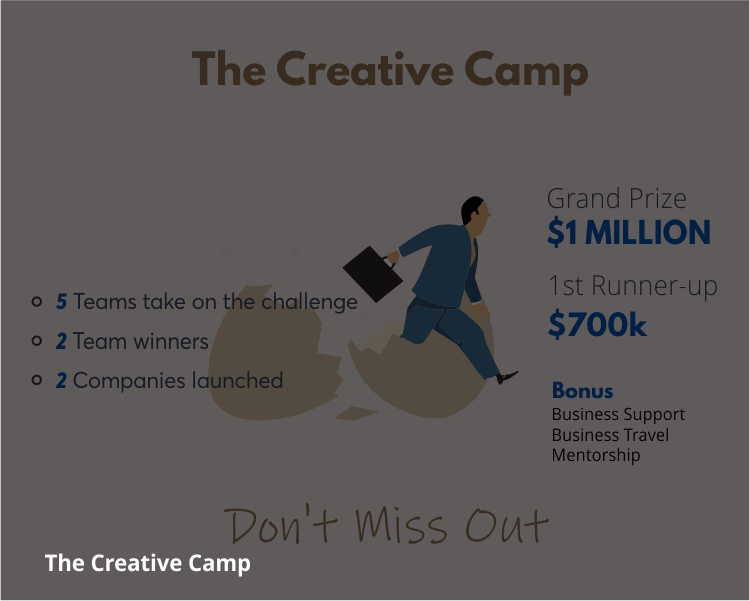 The Creative Camp
Grand Prize
$1 MILLION
1st Runner-up
$700k
5 Teams take on the challenge
2 Team winners
2 Companies launched
Bonus
Business Support
Business Travel
Mentorship
Don't Miss Out
The Creative Camp